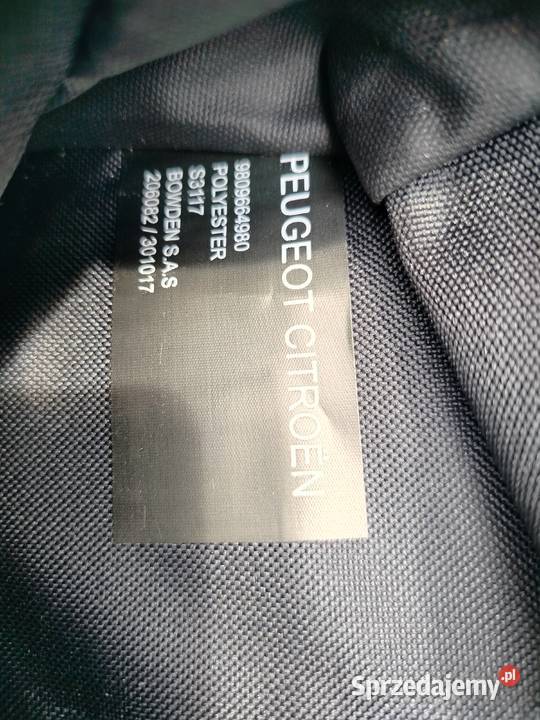 PEUGEOT CITROËN
9809664980
POLYESTER
S3117
BOWDEN S.A.S
206082 / 301017
Sprzedajemy.pl